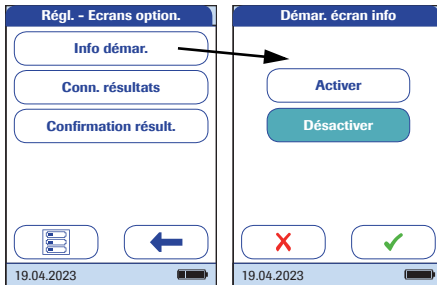 Régl. - Ecrans option.
Info démar.
Conn. résultats
Confirmation résult.
19.04.2023
Démar. écran info
Activer
Désactiver
19.04.2023